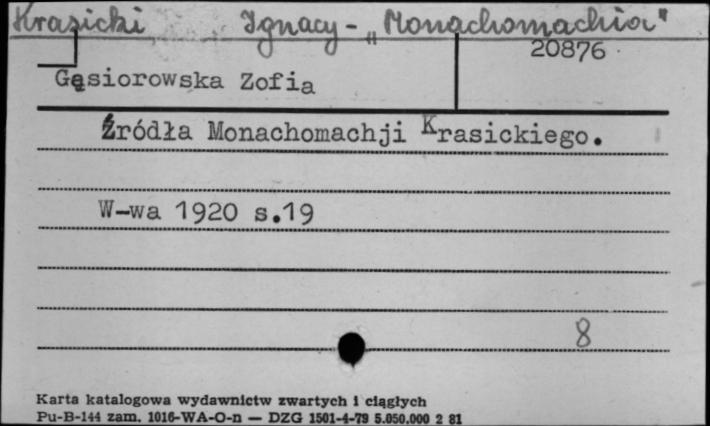 Krasicki Ignacy - „Monachomachia"
20876
Gąsiorowska Zofia
Źródła Monachomachji Krasickiego.
W-wa 1920 s.19
8
Karta katalogowa wydawnictw zwartych i ciągłych
Pu-B-144 zam. 1016-WA-O-n — DZG 1501-4-79 5.050.000 2 81